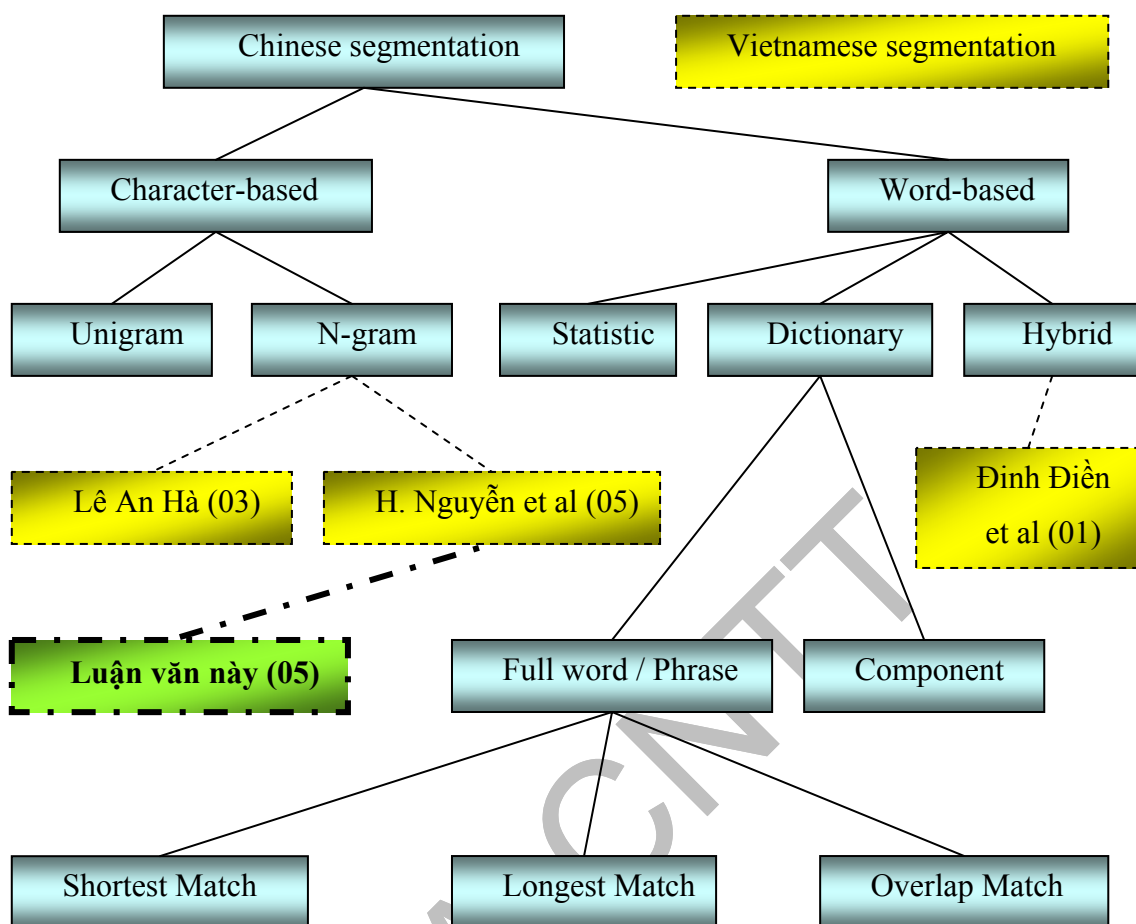 Chinese segmentation
Vietnamese segmentation
Character-based
Word-based
Unigram
N-gram
Statistic
Dictionary
Hybrid
Lê An Hà (03)
H. Nguyễn et al (05)
Đinh Điền
et al (01)
Luận văn này (05)
Full word / Phrase
Component
Shortest Match
Longest Match
Overlap Match
CNTT